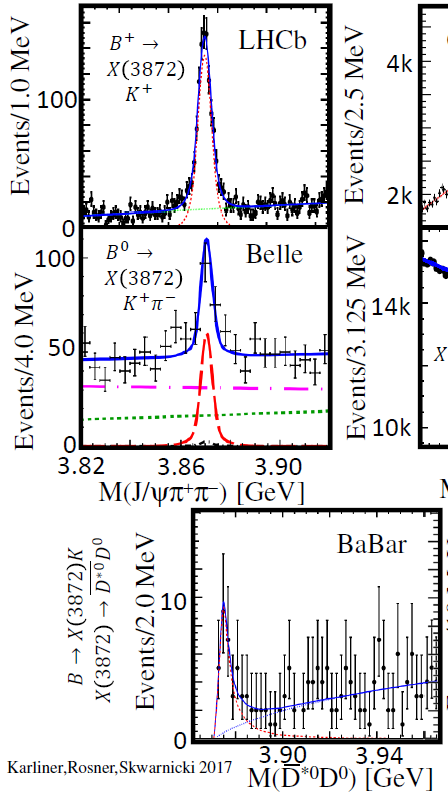 Events/1.0 MeV
100
0
B⁺ →
X(3872)
K⁺
LHCb
Events/2.5 MeV
4k
2k
Events/4.0 MeV
100
50
0
B⁰ →
X(3872)
K⁺π⁻
Belle
Events/3.125 MeV
14k
10k
X
3.82
3.86
3.90
M(J/ψπ⁺π⁻) [GeV]
B → X(3872)K
X(3872) → D̅*⁰D⁰
Events/2.0 MeV
10
0
BaBar
3.90
3.94
M(D̅*⁰D⁰) [GeV]
Karliner,Rosner,Skwarnicki 2017